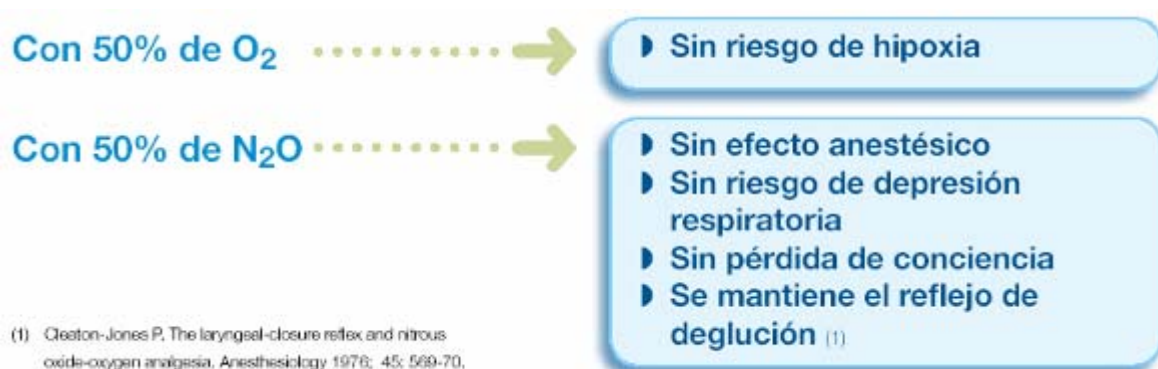 Con 50% de O₂
Sin riesgo de hipoxia
Con 50% de N₂O
Sin efecto anestésico
Sin riesgo de depresión
respiratoria
Sin pérdida de conciencia
Se mantiene el reflejo de
deglución (1)
(1) Cleaton-Jones P. The laryngeal-closure reflex and nitrous
oxide-oxygen analgesia. Anesthesiology 1976; 45: 569-70.